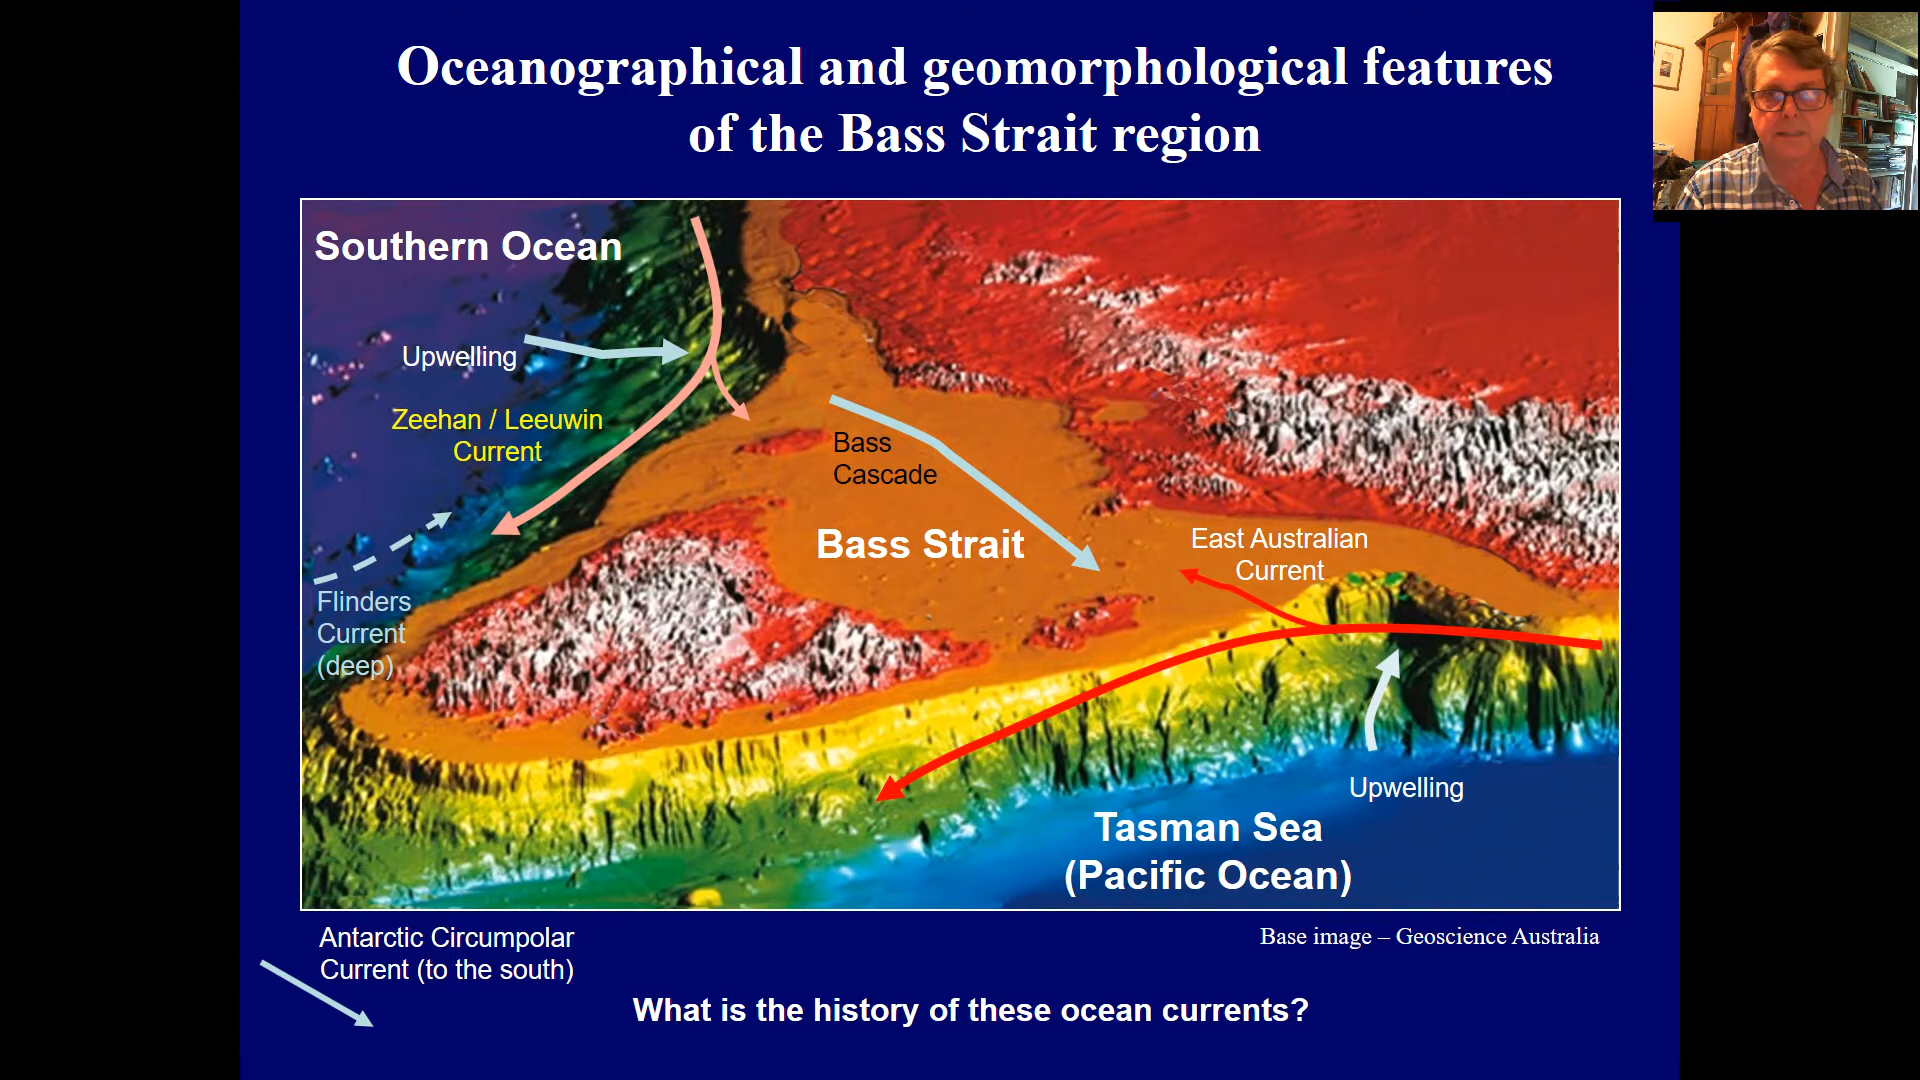 Oceanographical and geomorphological features
of the Bass Strait region
Southern Ocean
Upwelling
Zeehan / Leeuwin
Current
Bass
Cascade
Bass Strait
East Australian
Current
Flinders
Current
(deep)
Upwelling
Tasman Sea
(Pacific Ocean)
Antarctic Circumpolar
Current (to the south)
Base image – Geoscience Australia
What is the history of these ocean currents?